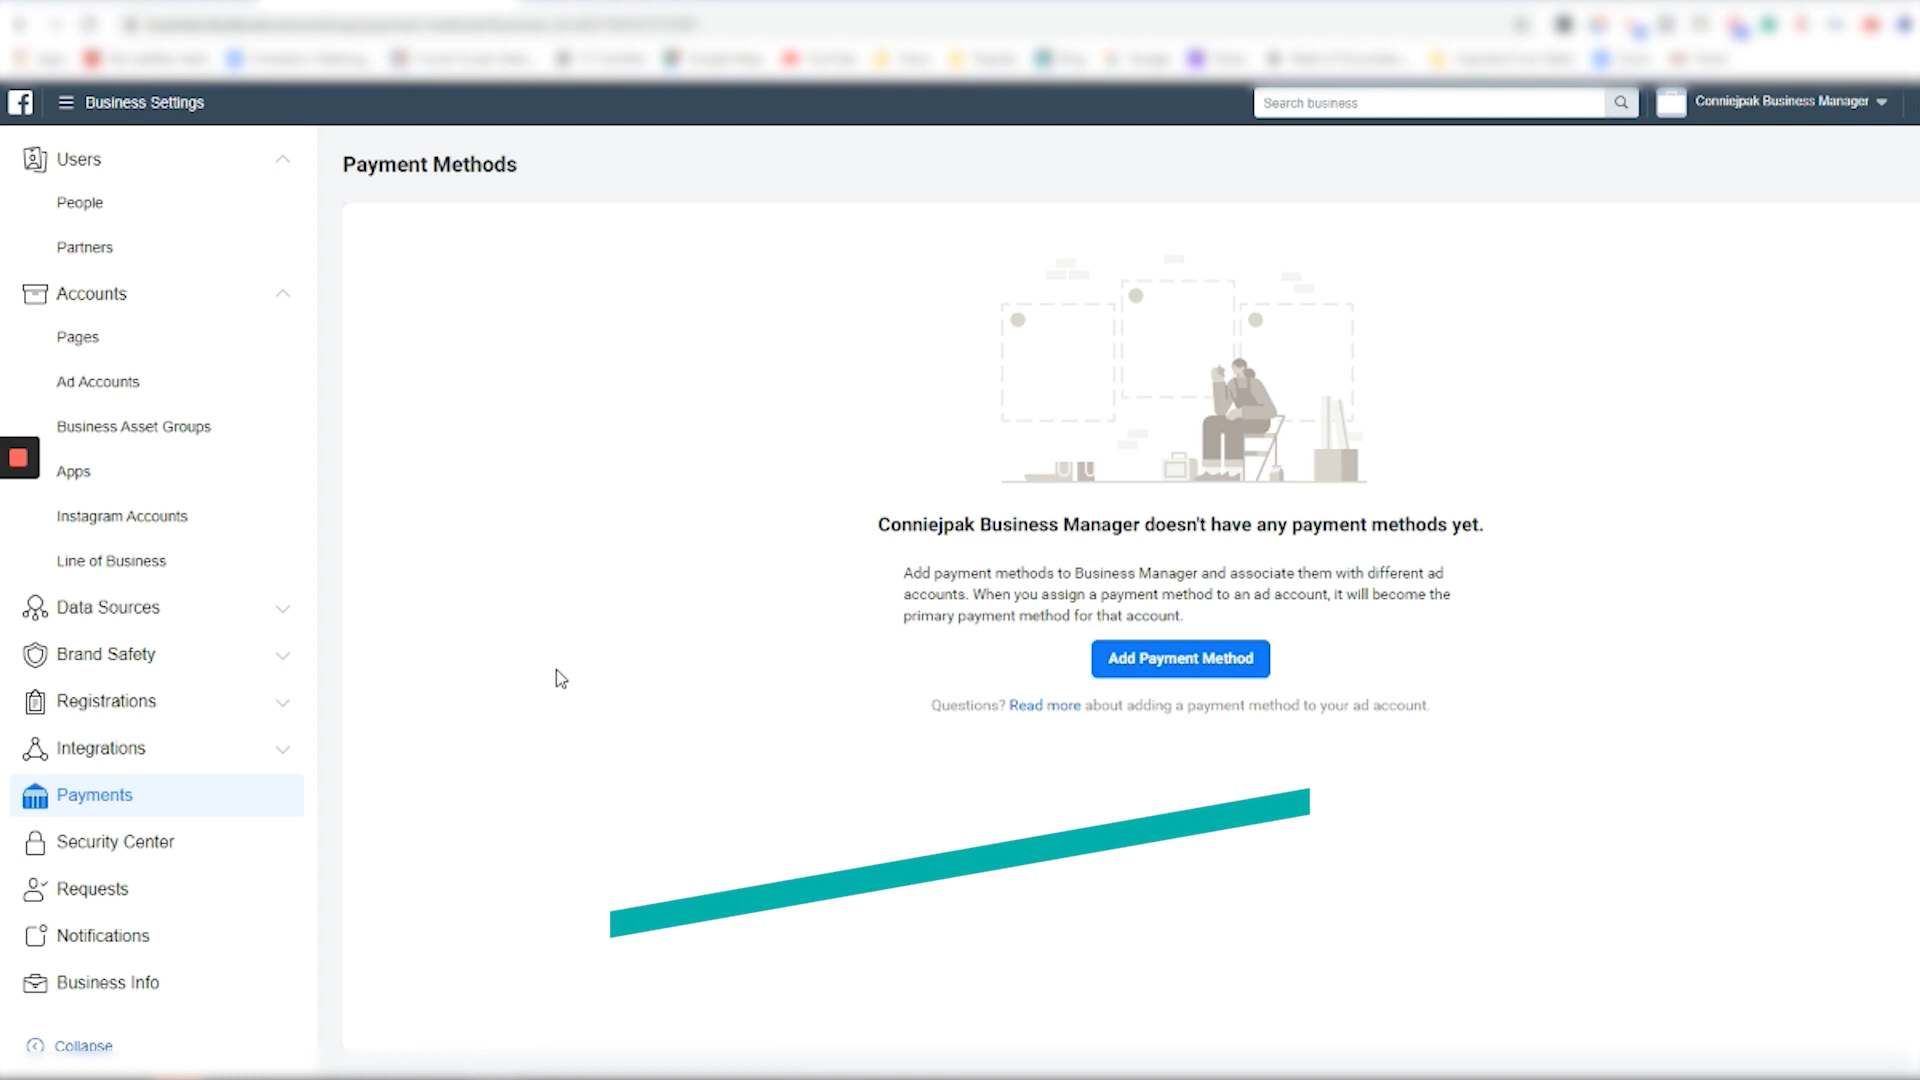 Business Settings
Search business
Conniejpak Business Manager
Users
People
Partners
Accounts
Pages
Ad Accounts
Business Asset Groups
Apps
Instagram Accounts
Line of Business
Data Sources
Brand Safety
Registrations
Integrations
Payments
Security Center
Requests
Notifications
Business Info
Collapse
Payment Methods
Conniejpak Business Manager doesn't have any payment methods yet.
Add payment methods to Business Manager and associate them with different ad
accounts. When you assign a payment method to an ad account, it will become the
primary payment method for that account.
Add Payment Method
Questions? Read more about adding a payment method to your ad account.